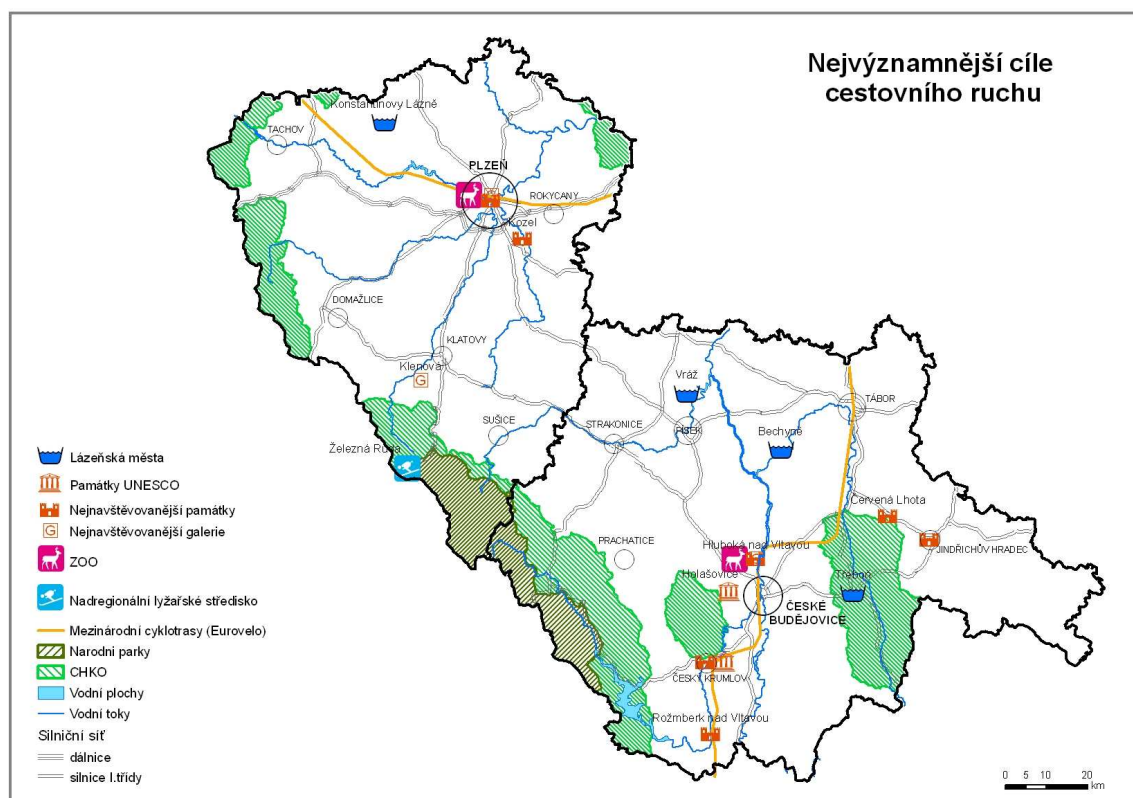 Nejvýznamnější cíle
cestovního ruchu
Konstantinovy Lázně
TACHOV
PLZEŇ
ROKYCANY
Kozel
DOMAŽLICE
KLATOVY
Klenová
G
Vráž
SUŠICE
STRAKONICE
PÍSEK
TÁBOR
Bechyně
Železná Ruda
Červená Lhota
PRACHATICE
Hluboká nad Vltavou
JINDŘICHŮV HRADEC
Holašovice
Třeboň
ČESKÉ
BUDĚJOVICE
ČESKÝ KRUMLOV
Rožmberk nad Vltavou
Lázeňská města
Památky UNESCO
Nejnavštěvovanější památky
G Nejnavštěvovanější galerie
ZOO
Nadregionální lyžařské středisko
Mezinárodní cyklotrasy (Eurovelo)
Narodni parky
CHKO
Vodní plochy
Vodní toky
Silniční síť
dálnice
silnice I.třídy
0 5 10 20
km